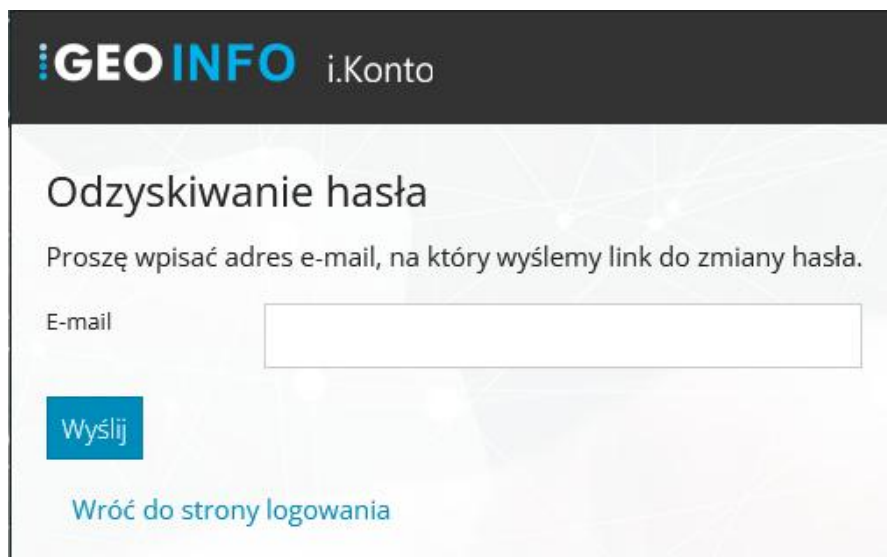 GEOINFO i.Konto
Odzyskiwanie hasła
Proszę wpisać adres e-mail, na który wyślemy link do zmiany hasła.
E-mail
Wyślij
Wróć do strony logowania